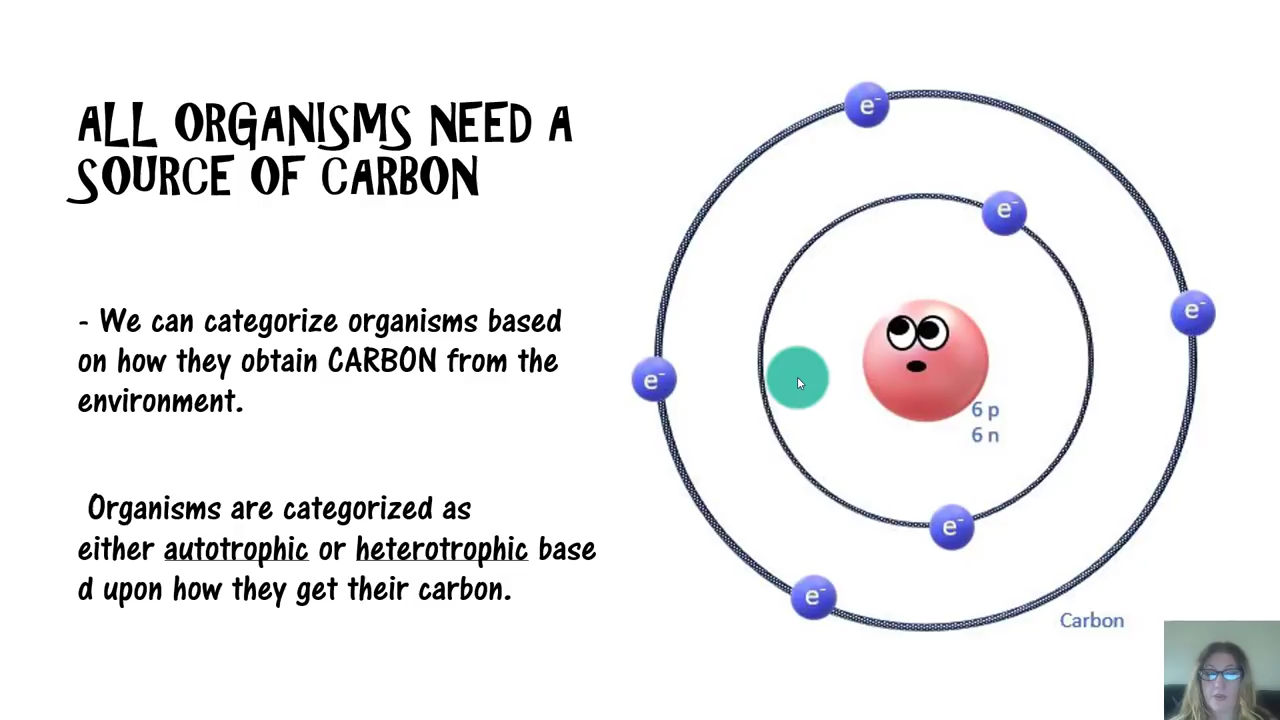 ALL ORGANISMS NEED A
SOURCE OF CARBON
- We can categorize organisms based
on how they obtain CARBON from the
environment.
Organisms are categorized as
either autotrophic or heterotrophic base
d upon how they get their carbon.
e⁻
e⁻
e⁻
e⁻
6 p
6 n
e⁻
e⁻
Carbon